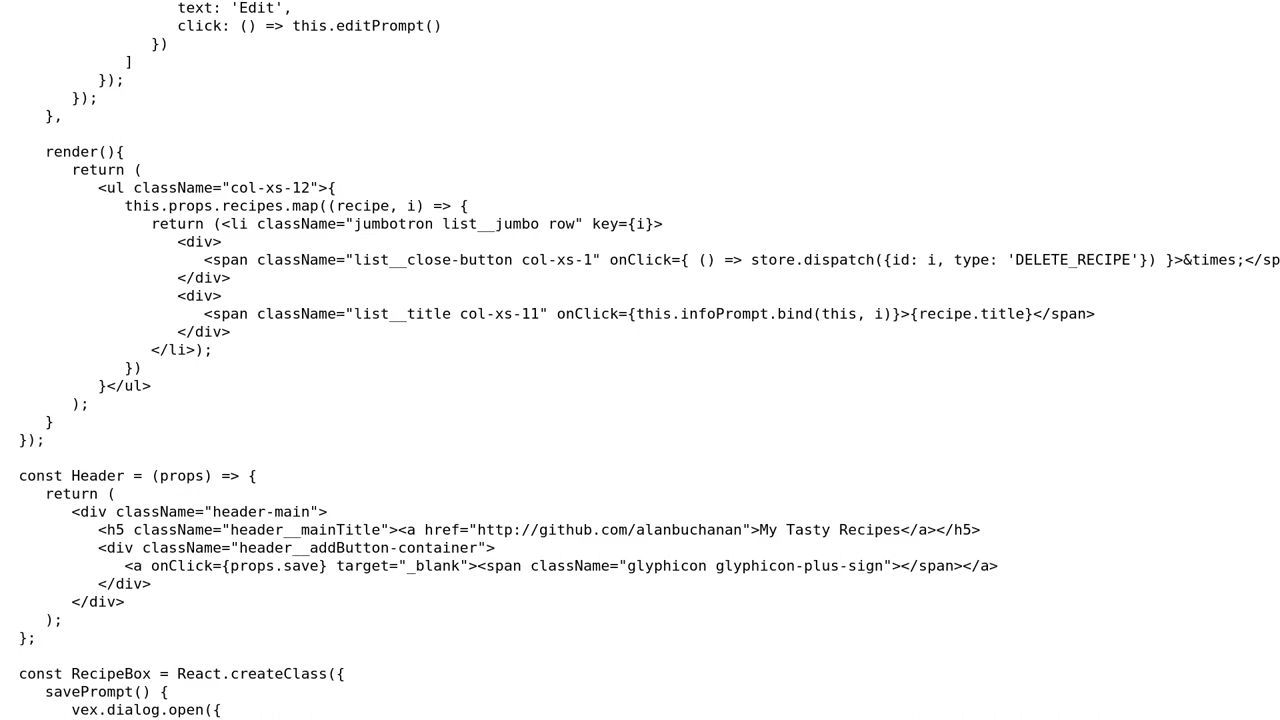 text: 'Edit',
click: () => this.editPrompt()
})
]
});
});
},
render(){
return (
<ul className="col-xs-12">{
this.props.recipes.map((recipe, i) => {
return (<li className="jumbotron list__jumbo row" key={i}>
<div>
<span className="list__close-button col-xs-1" onClick={ () => store.dispatch({id: i, type: 'DELETE_RECIPE'}) }>&times;</sp
</div>
<div>
<span className="list__title col-xs-11" onClick={this.infoPrompt.bind(this, i)}>{recipe.title}</span>
</div>
</li>);
})
}</ul>
);
}
});
const Header = (props) => {
return (
<div className="header-main">
<h5 className="header__mainTitle"><a href="http://github.com/alanbuchanan">My Tasty Recipes</a></h5>
<div className="header__addButton-container">
<a onClick={props.save} target="_blank"><span className="glyphicon glyphicon-plus-sign"></span></a>
</div>
</div>
);
};
const RecipeBox = React.createClass({
savePrompt() {
vex.dialog.open({